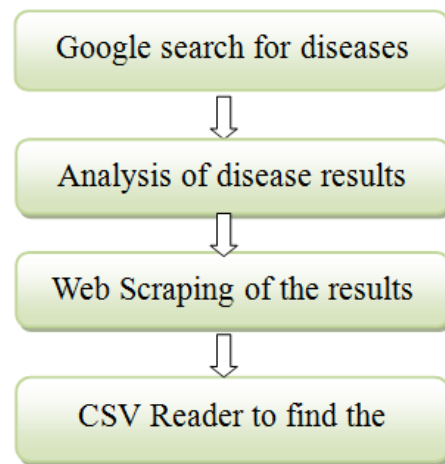 Google search for diseases
Analysis of disease results
Web Scraping of the results
CSV Reader to find the